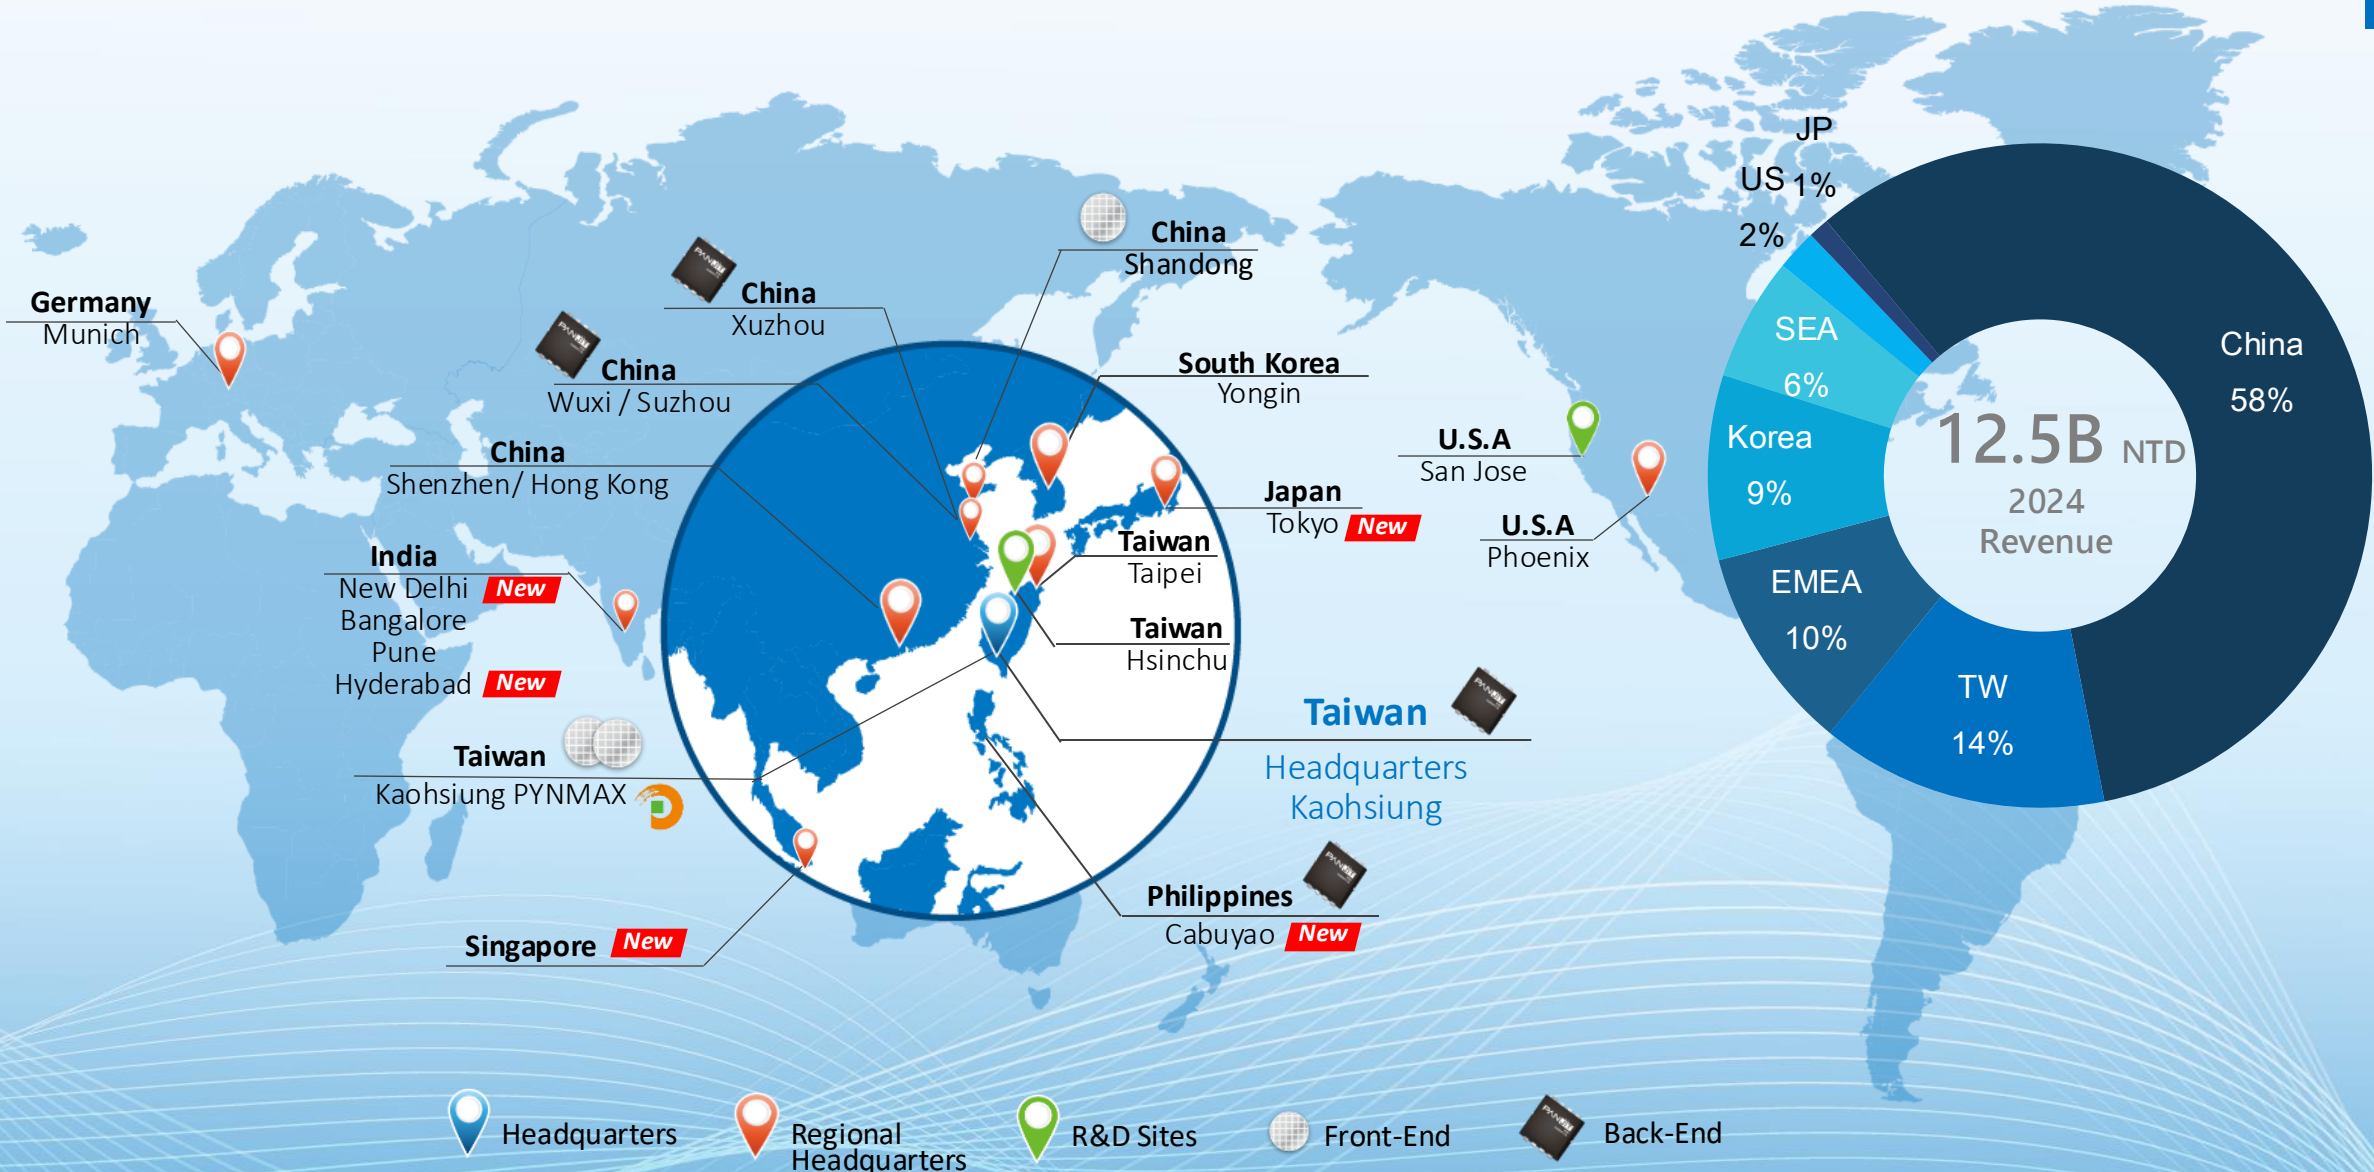 Germany
Munich
China
Xuzhou
China
Wuxi / Suzhou
China
Shenzhen/ Hong Kong
India
New Delhi New
Bangalore
Pune
Hyderabad New
Taiwan
Kaohsiung PYNMAX
Singapore New
China
Shandong
South Korea
Yongin
Japan
Tokyo New
Taiwan
Taipei
Taiwan
Hsinchu
Taiwan
Headquarters
Kaohsiung
Philippines
Cabuyao New
U.S.A
San Jose
U.S.A
Phoenix
JP
1%
US
2%
SEA
6%
Korea
9%
EMEA
10%
TW
14%
China
58%
12.5B NTD
2024
Revenue
Headquarters
Regional
Headquarters
R&D Sites
Front-End
Back-End